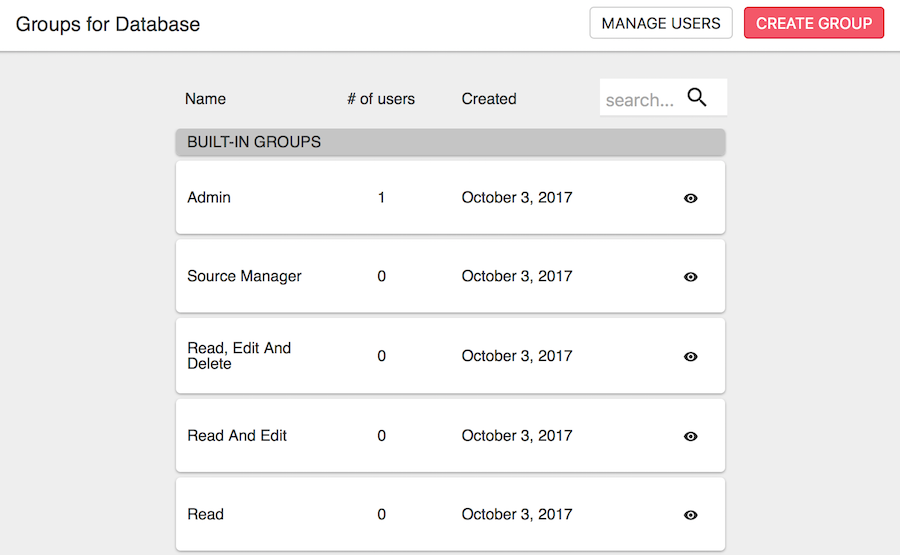 Groups for Database
MANAGE USERS
CREATE GROUP
Name # of users Created search...
BUILT-IN GROUPS
Admin 1 October 3, 2017
Source Manager 0 October 3, 2017
Read, Edit And
Delete 0 October 3, 2017
Read And Edit 0 October 3, 2017
Read 0 October 3, 2017